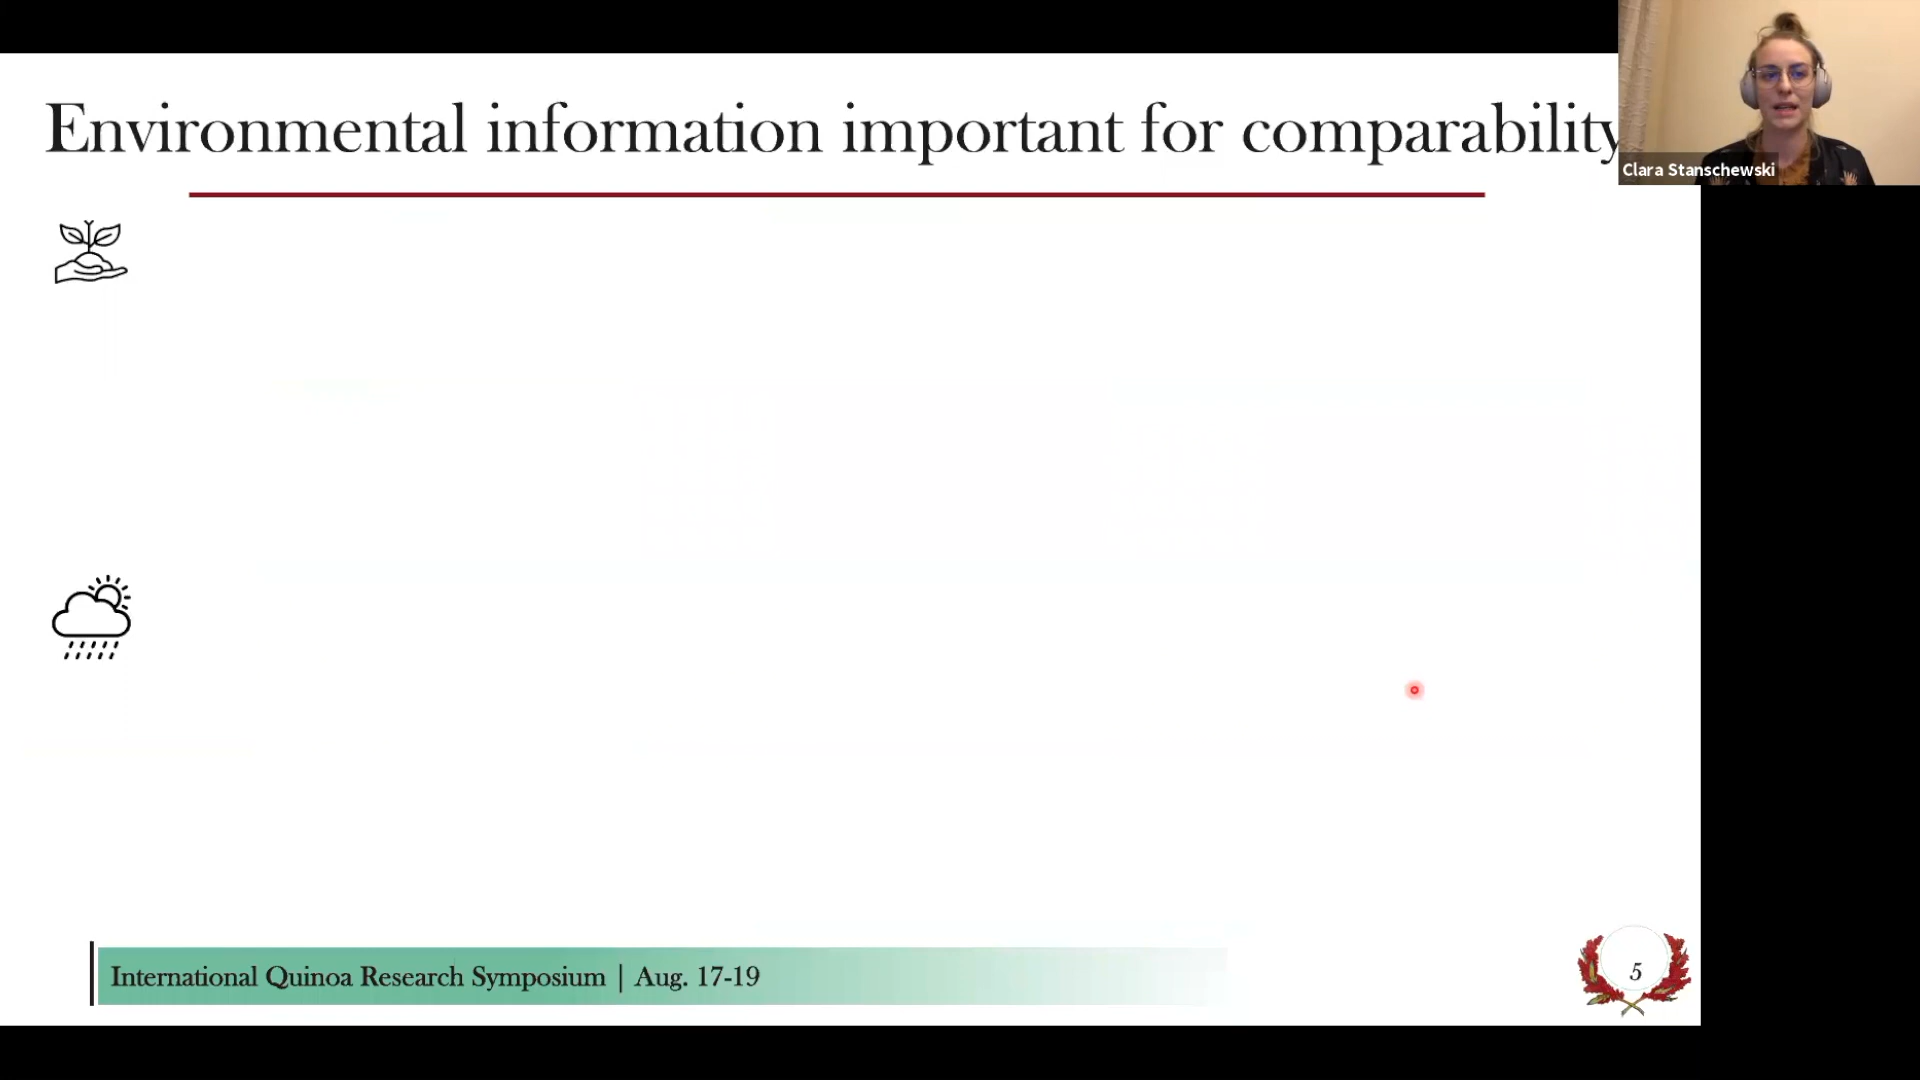 Environmental information important for comparability
Clara Stanschewski
International Quinoa Research Symposium | Aug. 17-19
5